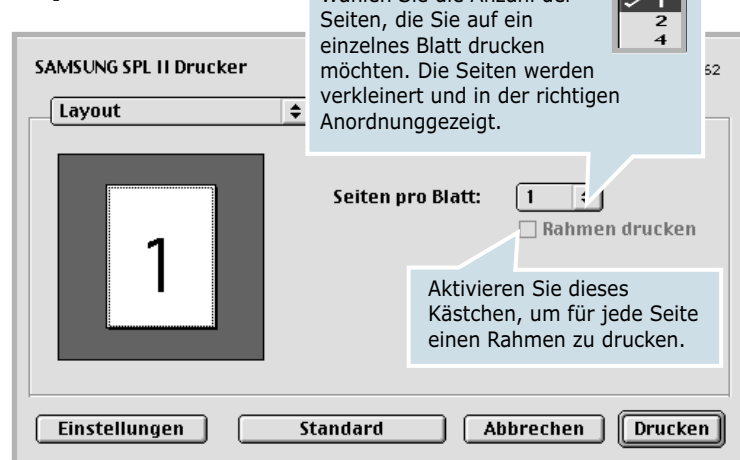 Seiten, die Sie auf ein
einzelnes Blatt drucken
möchten. Die Seiten werden
verkleinert und in der richtigen
Anordnunggezeigt.
1
2
4
SAMSUNG SPL II Drucker
62
Layout
Seiten pro Blatt:
1
Rahmen drucken
1
Aktivieren Sie dieses
Kästchen, um für jede Seite
einen Rahmen zu drucken.
Einstellungen
Standard
Abbrechen
Drucken